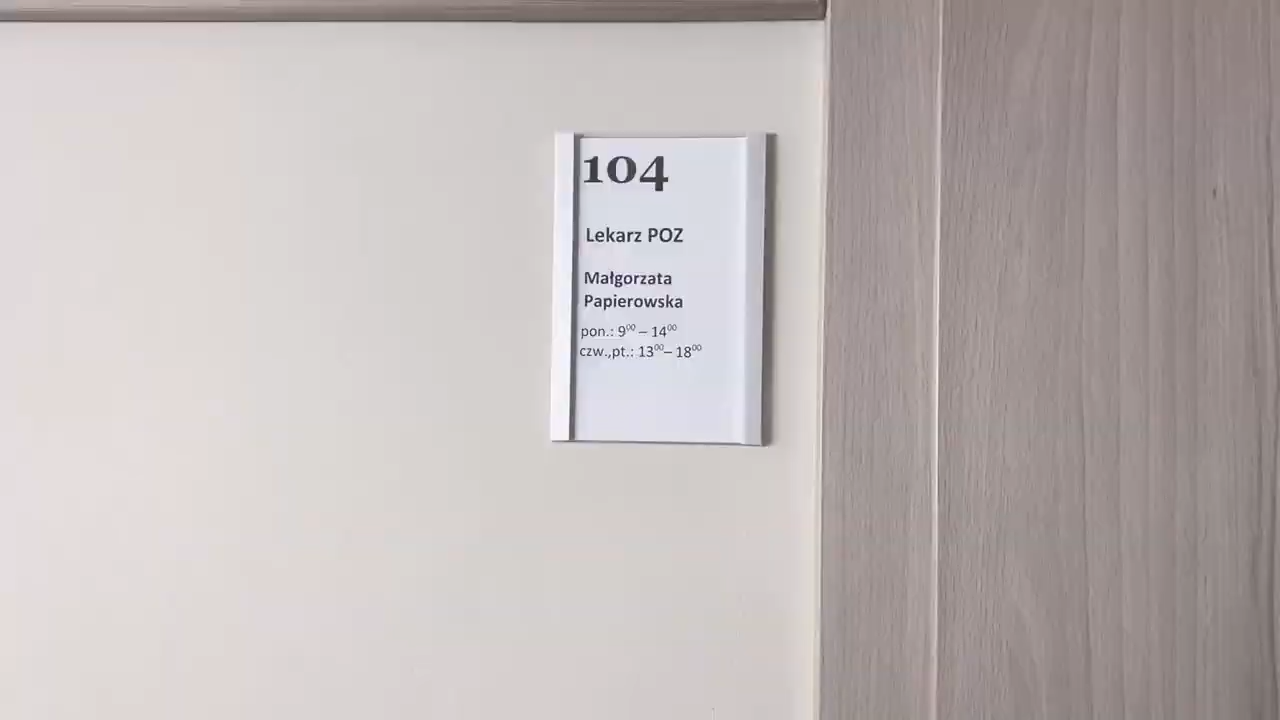 104
Lekarz POZ
Małgorzata
Papierowska
pon.: 9⁰⁰ – 14⁰⁰
czw.,pt.: 13⁰⁰– 18⁰⁰